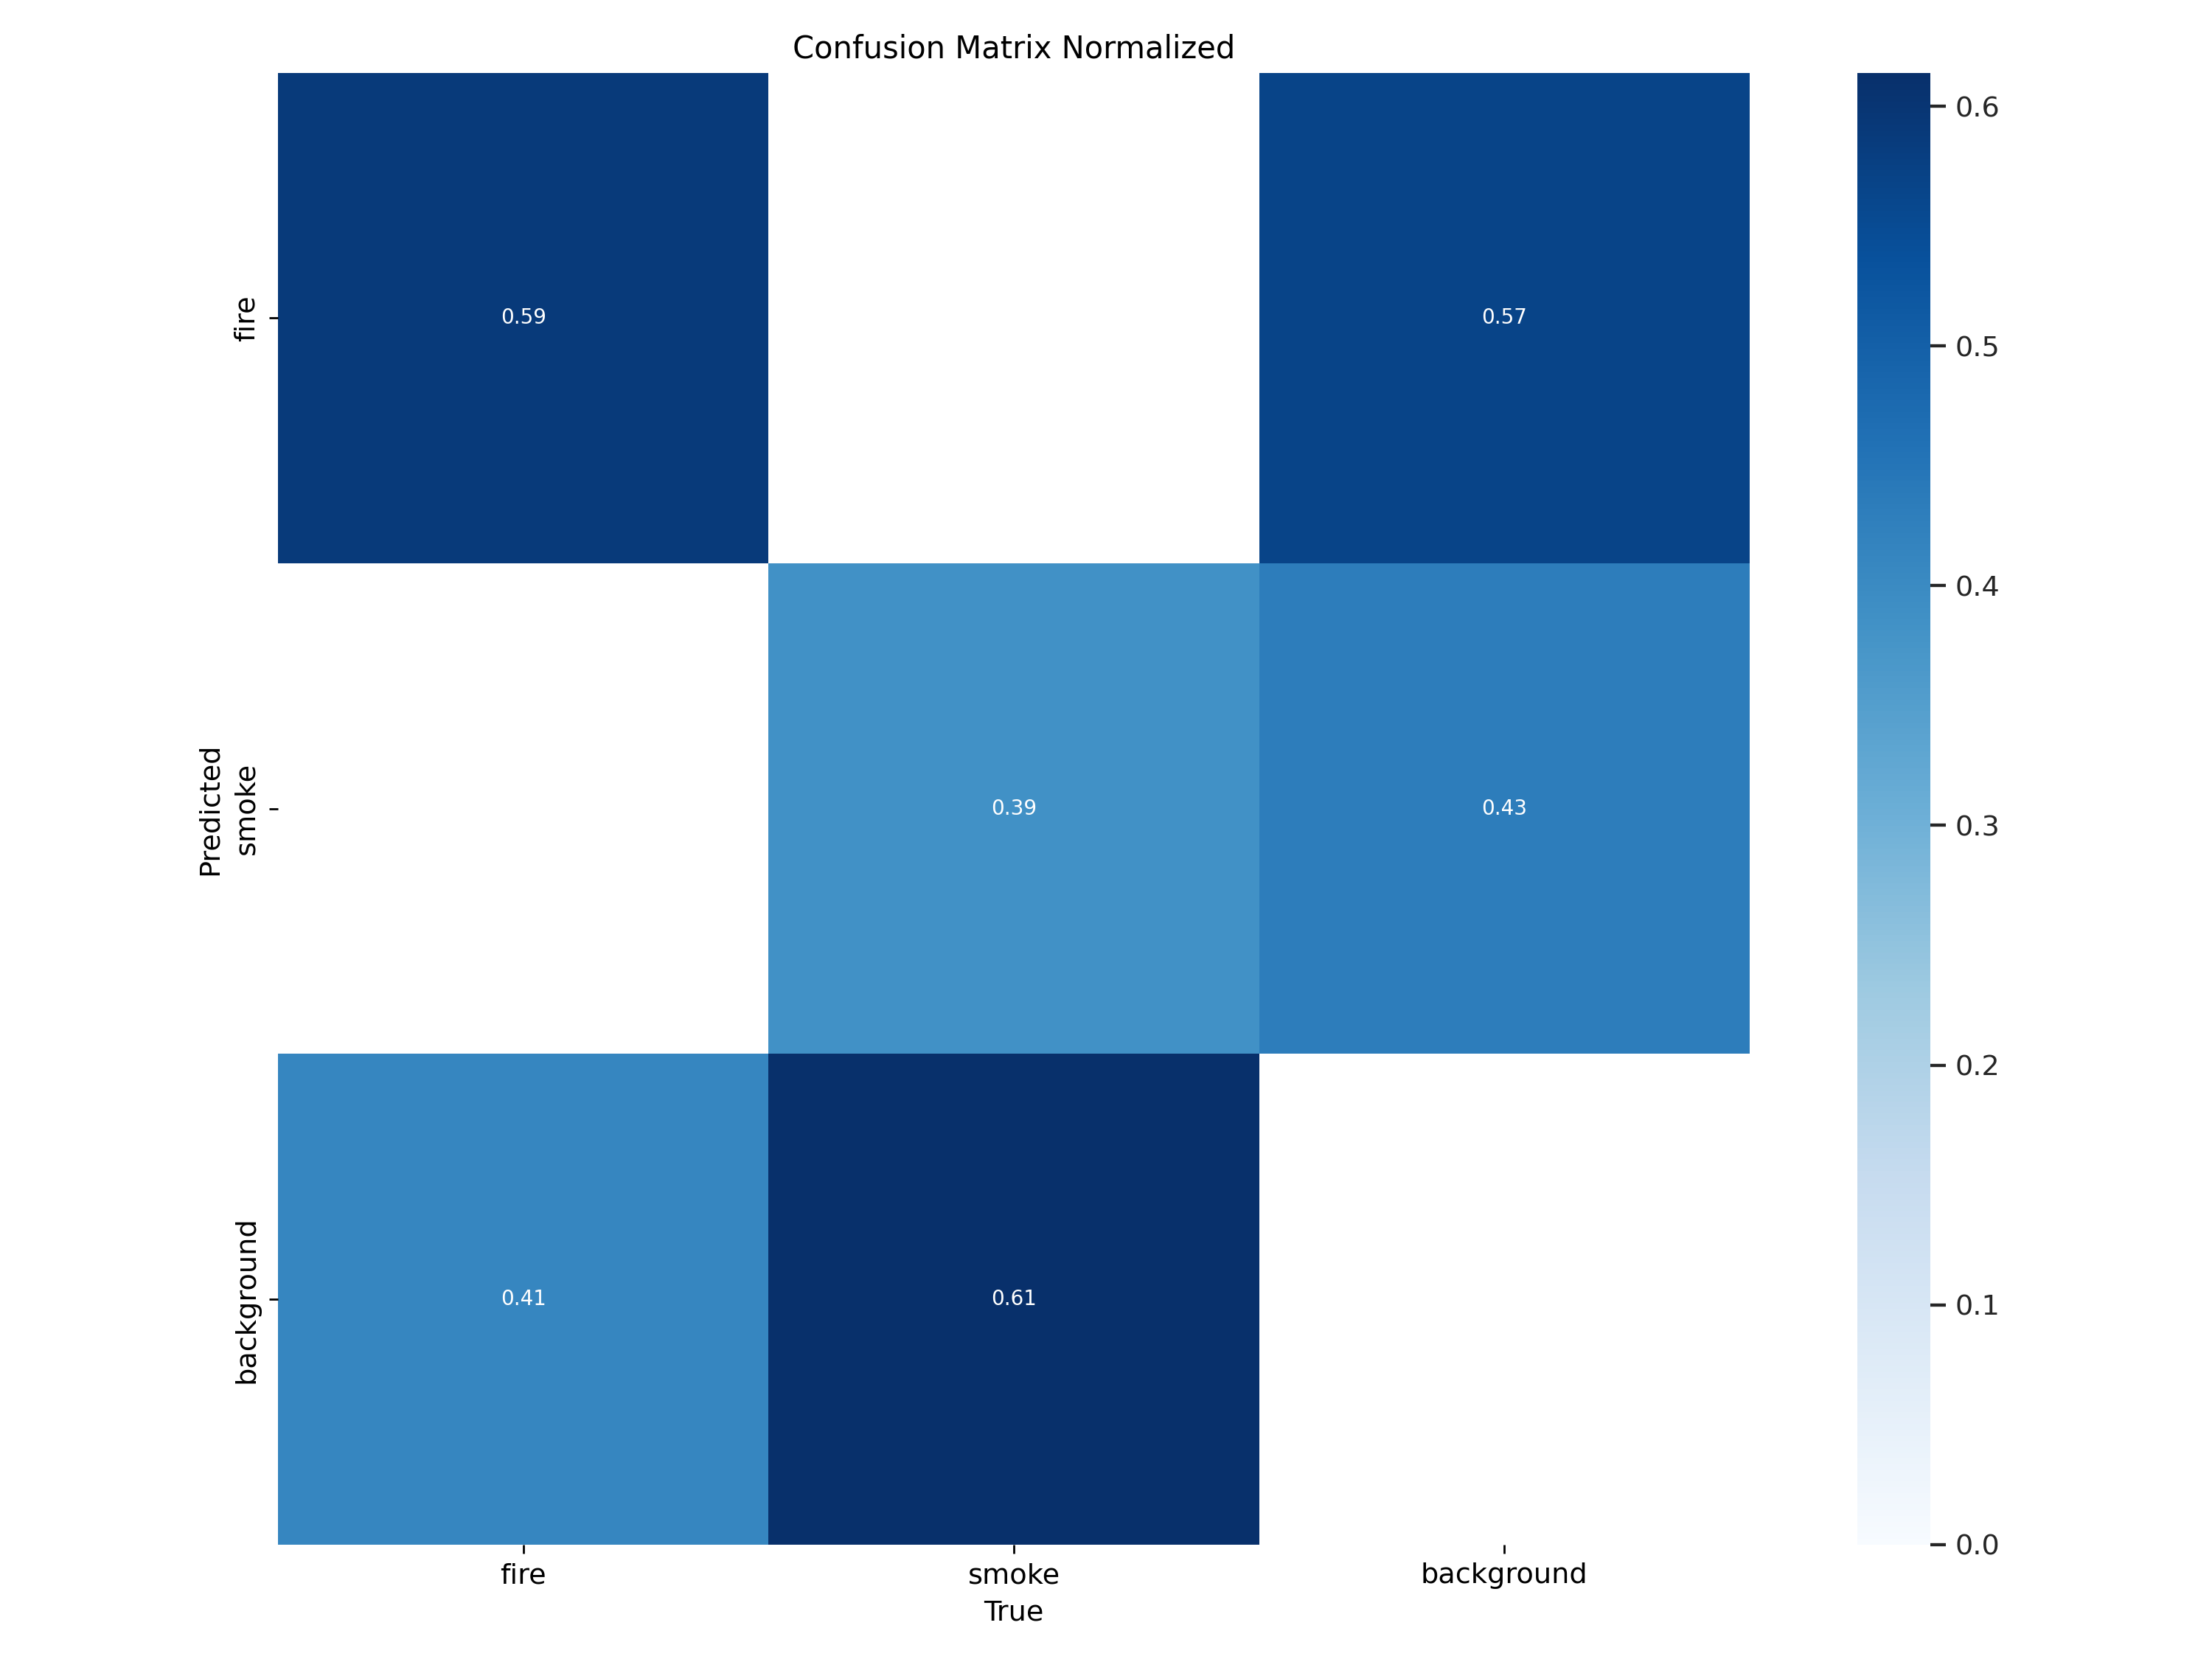 Confusion Matrix Normalized
fire
0.59
0.57
Predicted
smoke
0.39
0.43
background
0.41
0.61
fire
smoke
background
True
0.6
0.5
0.4
0.3
0.2
0.1
0.0